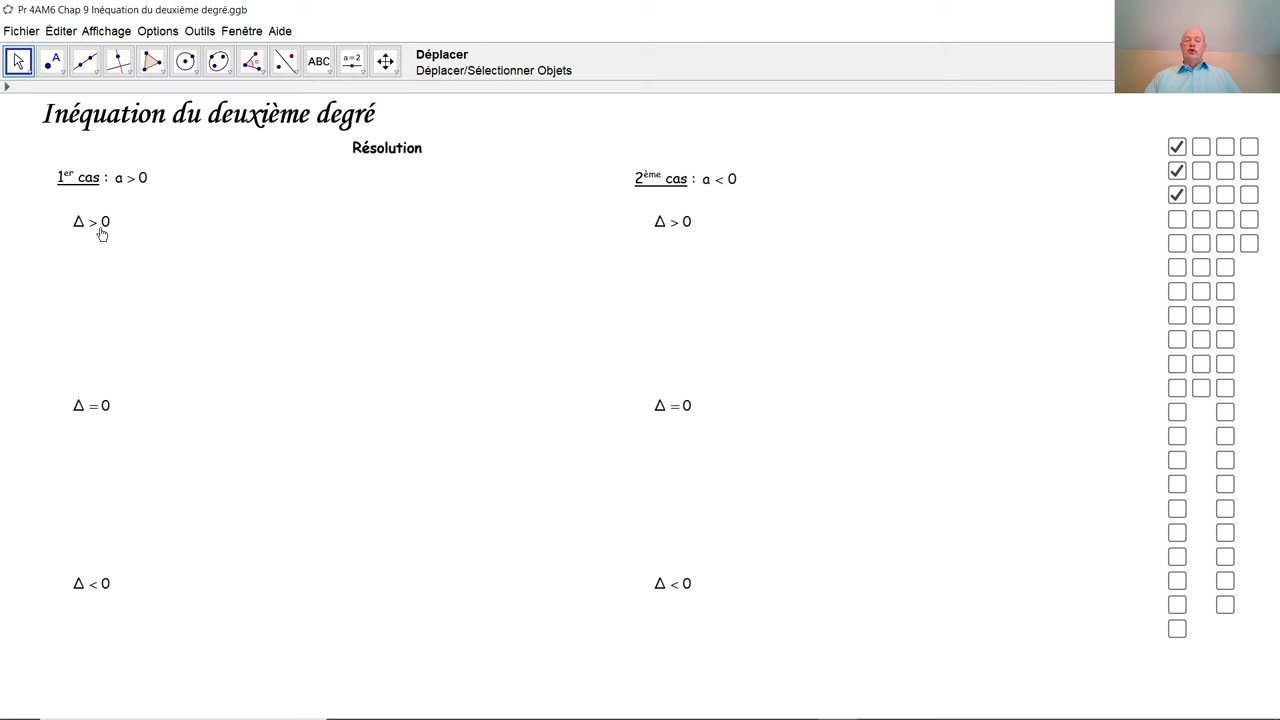 Pr 4AM6 Chap 9 Inéquation du deuxième degré.ggb
Fichier Éditer Affichage Options Outils Fenêtre Aide
A
ABC
a=2
Déplacer
Déplacer/Sélectionner Objets
Inéquation du deuxième degré
Résolution
1er cas : a > 0
2ème cas : a < 0
Δ > 0
Δ > 0
Δ = 0
Δ = 0
Δ < 0
Δ < 0